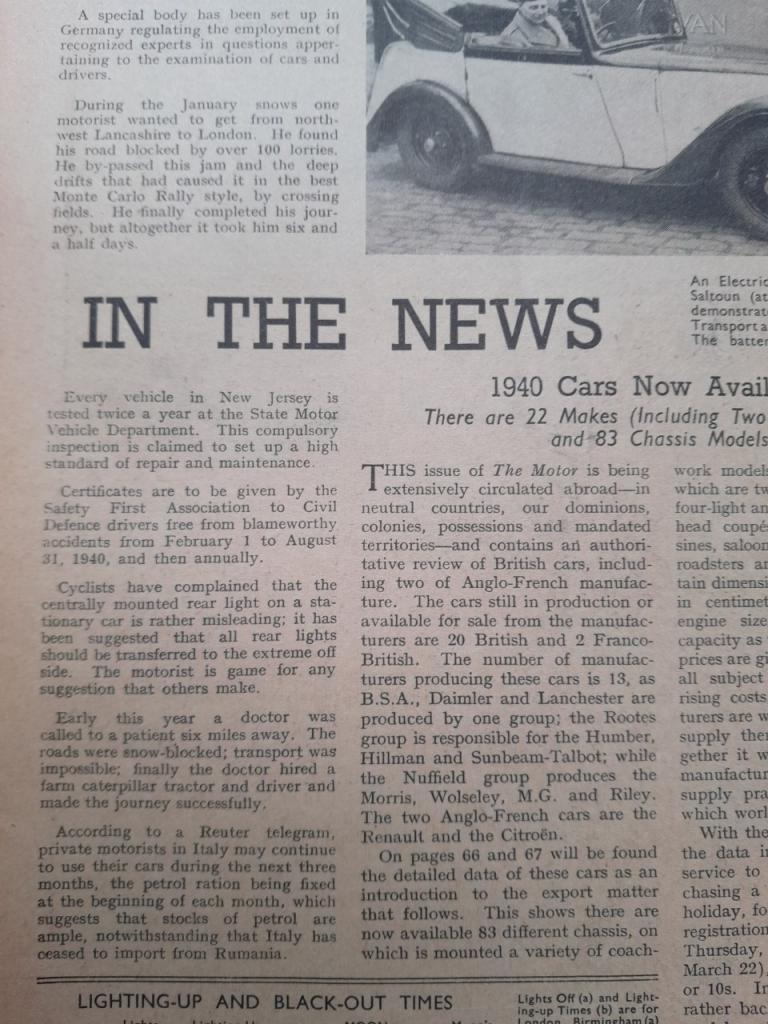 A special body has been set up in
Germany regulating the employment of
recognized experts in questions apper-
taining to the examination of cars and
drivers.
During the January snows one
motorist wanted to get from north-
west Lancashire to London. He found
his road blocked by over 100 lorries.
He by-passed this jam and the deep
drifts that had caused it in the best
Monte Carlo Rally style, by crossing
fields. He finally completed his jour-
ney, but altogether it took him six and
a half days.
VAN
An Electric
Saltoun (at
demonstrat
Transport a
The batter
IN THE NEWS
Every vehicle in New Jersey is
tested twice a year at the State Motor
Vehicle Department. This compulsory
inspection is claimed to set up a high
standard of repair and maintenance.
Certificates are to be given by the
Safety First Association to Civil
Defence drivers free from blameworthy
accidents from February 1 to August
31, 1940, and then annually.
Cyclists have complained that the
centrally mounted rear light on a sta-
tionary car is rather misleading; it has
been suggested that all rear lights
should be transferred to the extreme off
side. The motorist is game for any
suggestion that others make.
Early this year a doctor was
called to a patient six miles away. The
roads were snow-blocked; transport was
impossible; finally the doctor hired a
farm caterpillar tractor and driver and
made the journey successfully.
According to a Reuter telegram,
private motorists in Italy may continue
to use their cars during the next three
months, the petrol ration being fixed
at the beginning of each month, which
suggests that stocks of petrol are
ample, notwithstanding that Italy has
ceased to import from Rumania.
1940 Cars Now Avail
There are 22 Makes (Including Two
and 83 Chassis Models
THIS issue of The Motor is being
extensively circulated abroad—in
neutral countries, our dominions,
colonies, possessions and mandated
territories—and contains an authori-
tative review of British cars, includ-
ing two of Anglo-French manufac-
ture. The cars still in production or
available for sale from the manufac-
turers are 20 British and 2 Franco-
British. The number of manufac-
turers producing these cars is 13, as
B.S.A., Daimler and Lanchester are
produced by one group; the Rootes
group is responsible for the Humber,
Hillman and Sunbeam-Talbot; while
the Nuffield group produces the
Morris, Wolseley, M.G. and Riley.
The two Anglo-French cars are the
Renault and the Citroën.
On pages 66 and 67 will be found
the detailed data of these cars as an
introduction to the export matter
that follows. This shows there are
now available 83 different chassis, on
which is mounted a variety of coach-
work models
which are tw
four-light an
head coupés
sines, saloon
roadsters an
tain dimensi
in centimet
engine size
capacity as
prices are gi
all subject
rising costs
turers are w
supply the
gether it w
manufactur
supply pra
which worl
With the
the data in
service to
chasing a
holiday, fo
registration
Thursday,
March 22),
or 10s. In
rather bac
LIGHTING-UP AND BLACK-OUT TIMES
Lights Off (a) and Light-
ing-up Times (b) are for
London, Birmingham (a)